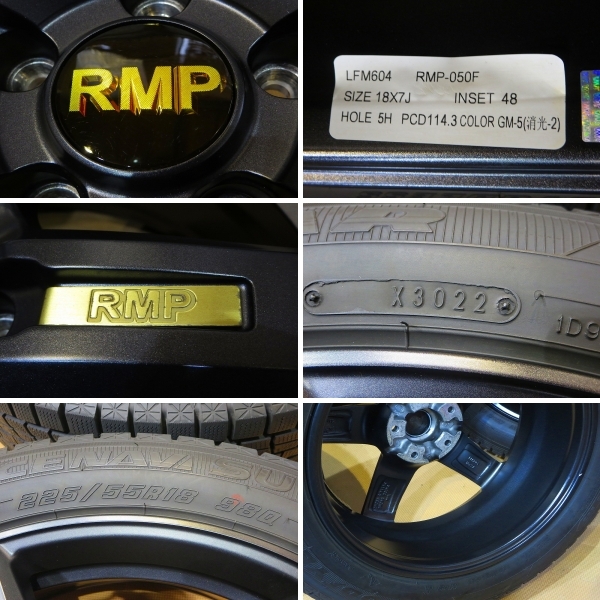 RMP
LFM604 RMP-050F
SIZE 18X7J INSET 48
HOLE 5H PCD114.3 COLOR GM-5(消光-2)
RMP
X3022
1D9
225/55R18 98Q